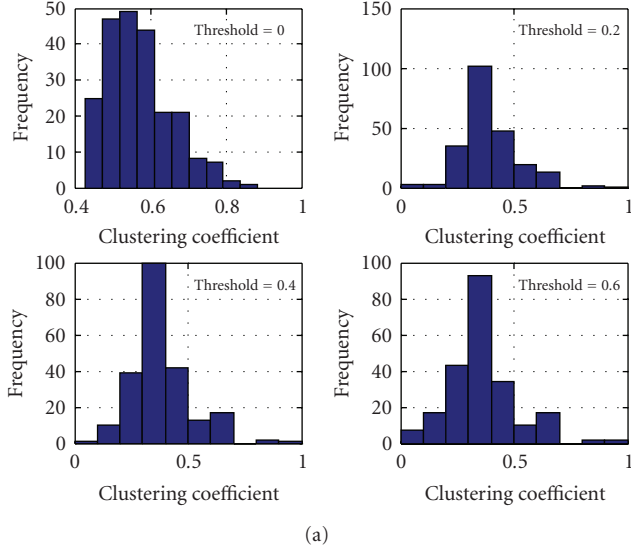 50
40
30
20
10
0
Frequency
Threshold = 0
0.4 0.6 0.8 1
Clustering coefficient
150
100
50
0
Frequency
Threshold = 0.2
0 0.5 1
Clustering coefficient
100
80
60
40
20
0
Frequency
Threshold = 0.4
0 0.5 1
Clustering coefficient
100
80
60
40
20
0
Frequency
Threshold = 0.6
0 0.5 1
Clustering coefficient
(a)